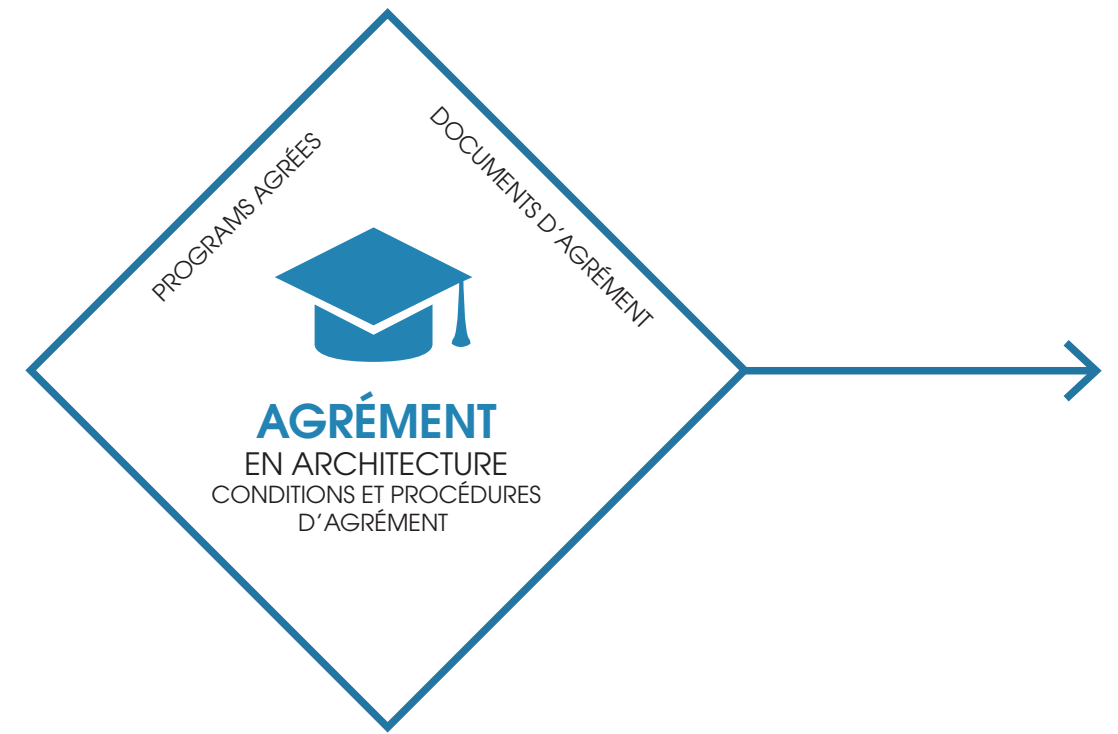 PROGRAMS AGRÉES
DOCUMENTS D'AGRÉMENT
AGRÉMENT
EN ARCHITECTURE
CONDITIONS ET PROCÉDURES
D'AGRÉMENT